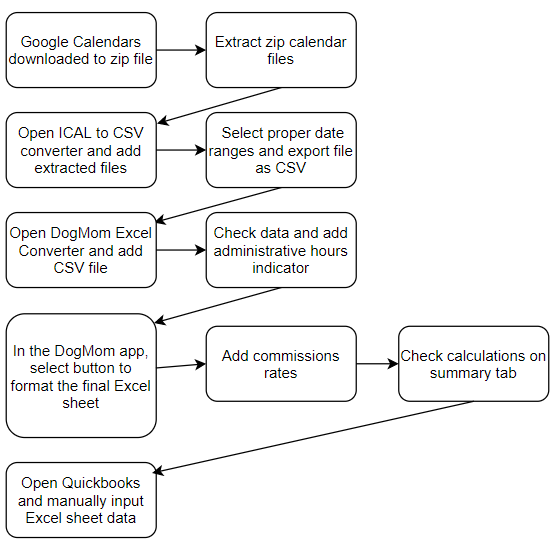 Google Calendars
downloaded to zip file
Extract zip calendar
files
Open ICAL to CSV
converter and add
extracted files
Select proper date
ranges and export file
as CSV
Open DogMom Excel
Converter and add
CSV file
Check data and add
administrative hours
indicator
In the DogMom app,
select button to
format the final Excel
sheet
Add commissions
rates
Check calculations on
summary tab
Open Quickbooks
and manually input
Excel sheet data